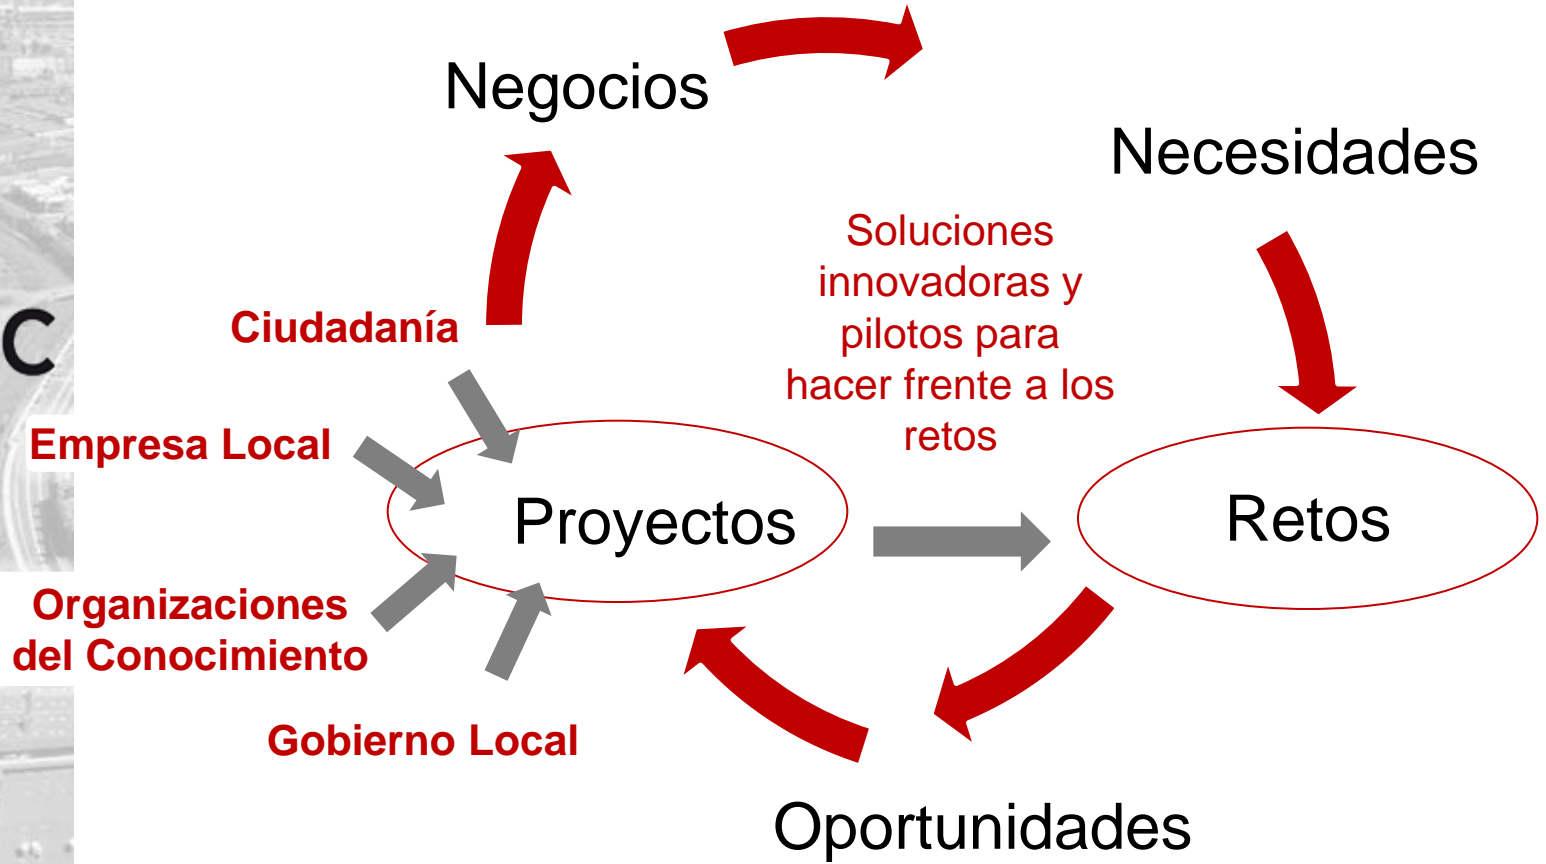 Negocios
Necesidades
Soluciones
innovadoras y
pilotos para
hacer frente a los
retos
Ciudadanía
Empresa Local
Proyectos
Retos
Organizaciones
del Conocimiento
Gobierno Local
Oportunidades
C